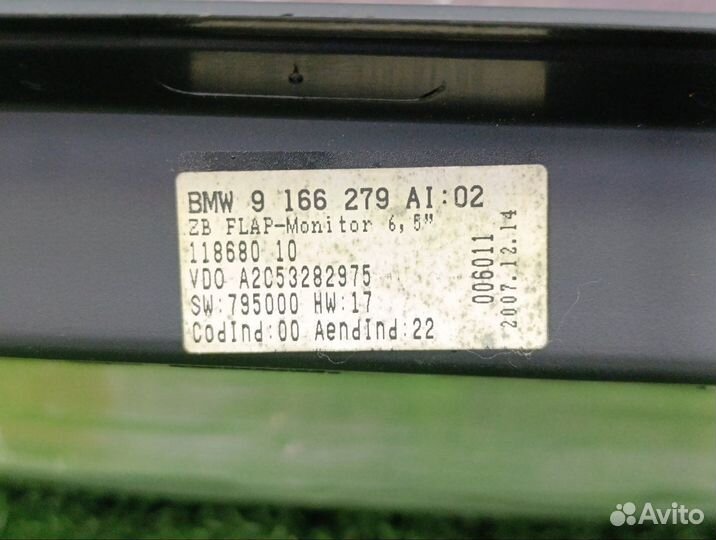 BMW 9 166 279 AI:02
ZB FLAP-Monitor 6,5"
118680 10
VDO A2C53282975
SW:795000 HW:17
CodInd:00 AendInd:22
006011
2007.12.14
Avito